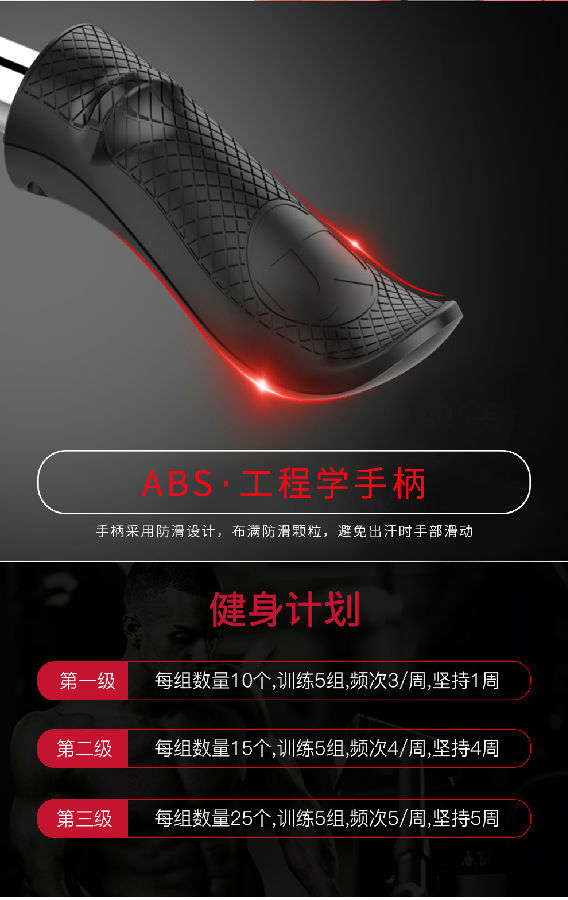 ABS·工程学手柄
手柄采用防滑设计，布满防滑颗粒，避免出汗时手部滑动
健身计划
第一级 每组数量10个,训练5组,频次3/周,坚持1周
第二级 每组数量15个,训练5组,频次4/周,坚持4周
第三级 每组数量25个,训练5组,频次5/周,坚持5周